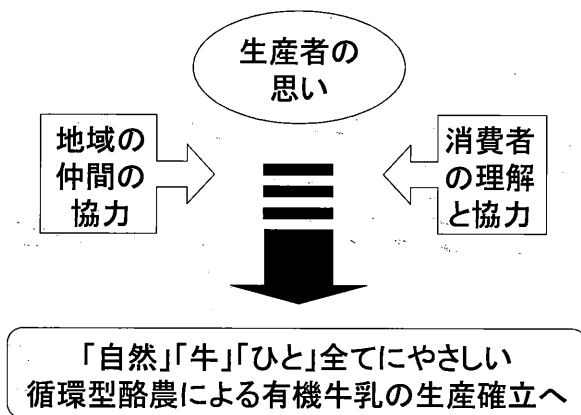 生産者の
思い
地域の
仲間の
協力
消費者
の理解
と協力
「自然」「牛」「ひと」全てにやさしい
循環型酪農による有機牛乳の生産確立へ